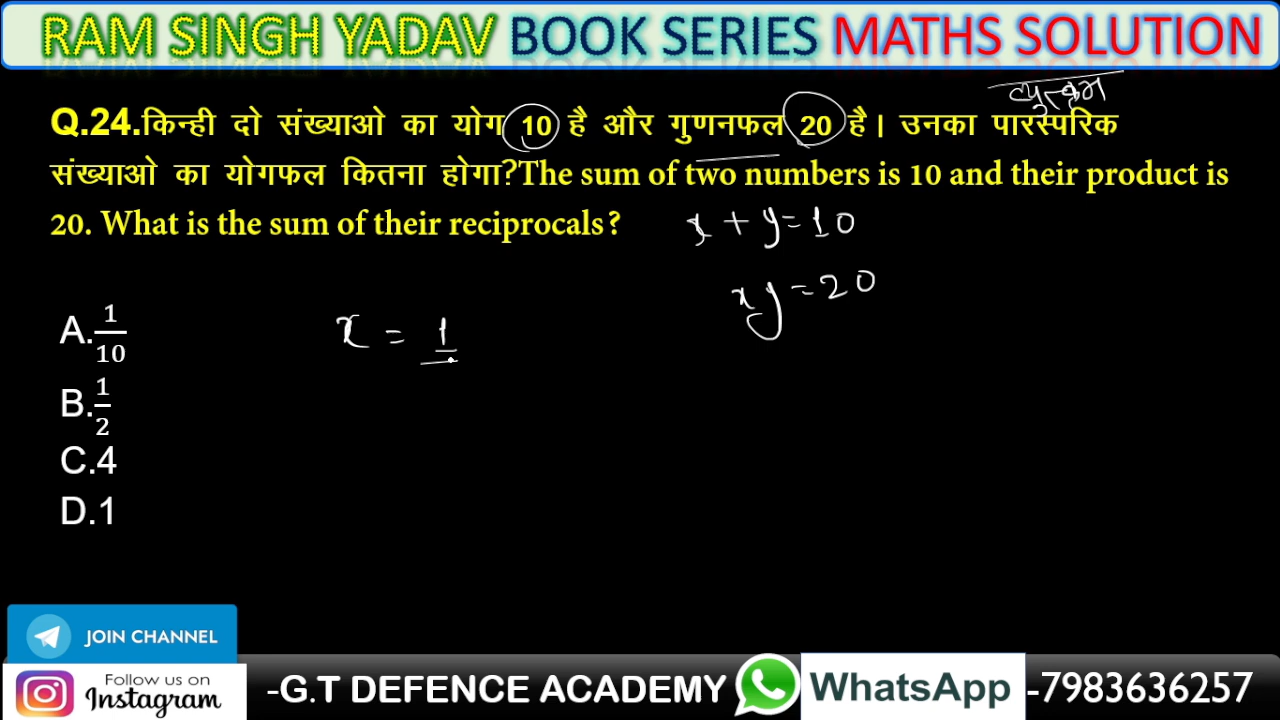 RAM SINGH YADAV BOOK SERIES MATHS SOLUTION
व्युत्क्रम
Q.24.किन्ही दो संख्याओ का योग 10 है और गुणनफल 20 है। उनका पारस्परिक
संख्याओ का योगफल कितना होगा?The sum of two numbers is 10 and their product is
20. What is the sum of their reciprocals?
x + y = 10
xy = 20
A. 1/10
x = 1
B. 1/2
C.4
D.1
JOIN CHANNEL
Follow us on
Instagram
-G.T DEFENCE ACADEMY WhatsApp -7983636257